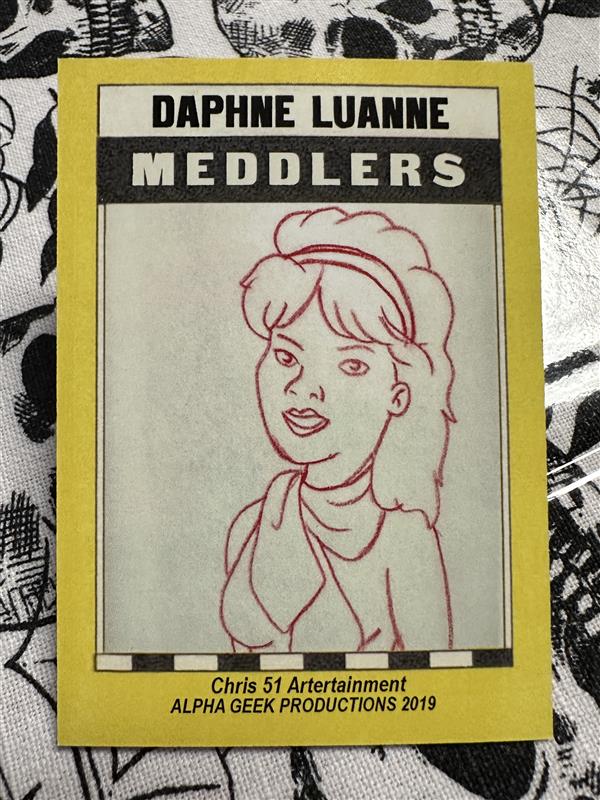 DAPHNE LUANNE
MEDDLERS
Chris 51 Artertainment
ALPHA GEEK PRODUCTIONS 2019